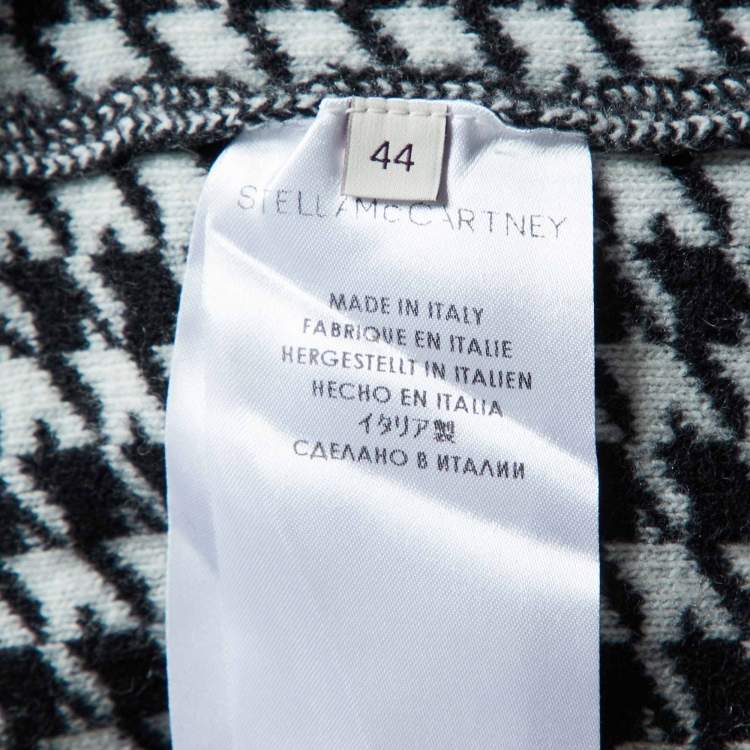 44
STELLA McCARTNEY
MADE IN ITALY
FABRIQUE EN ITALIE
HERGESTELLT IN ITALIEN
HECHO EN ITALIA
イタリア製
СДЕЛАНО В ИТАЛИИ